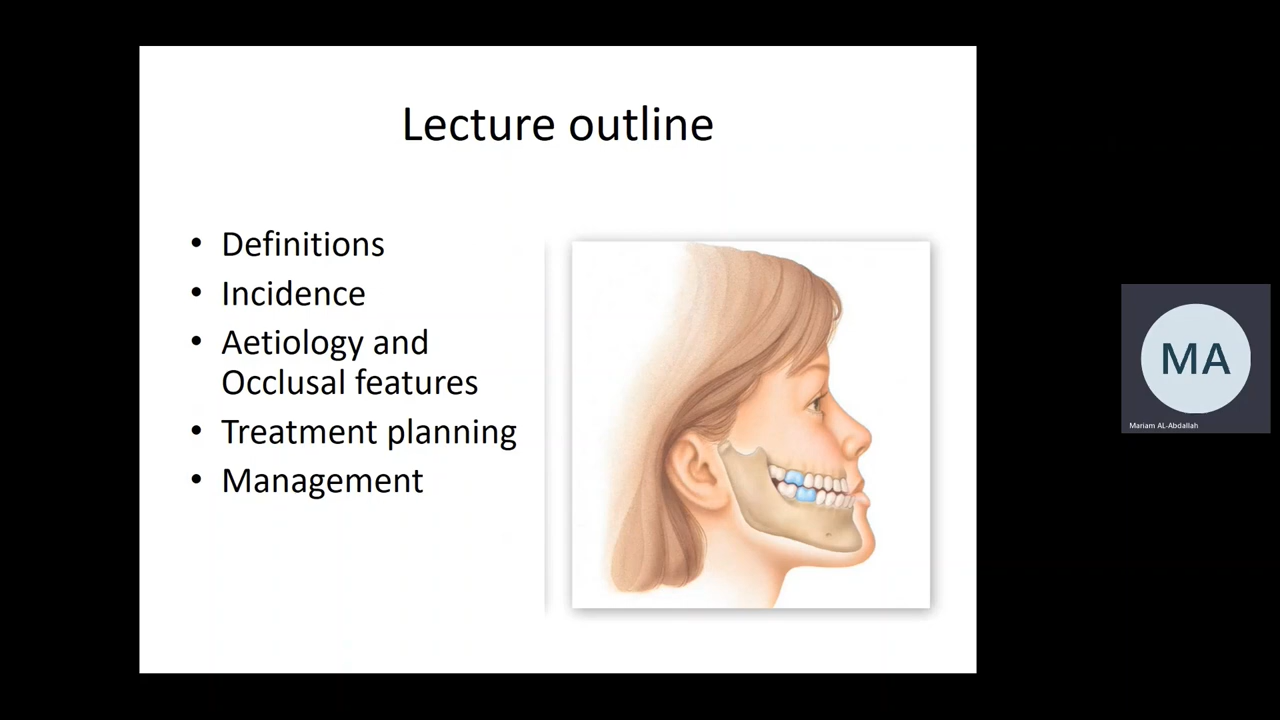 Lecture outline
• Definitions
• Incidence
• Aetiology and
Occlusal features
• Treatment planning
• Management
MA
Mariam AL-Abdallah